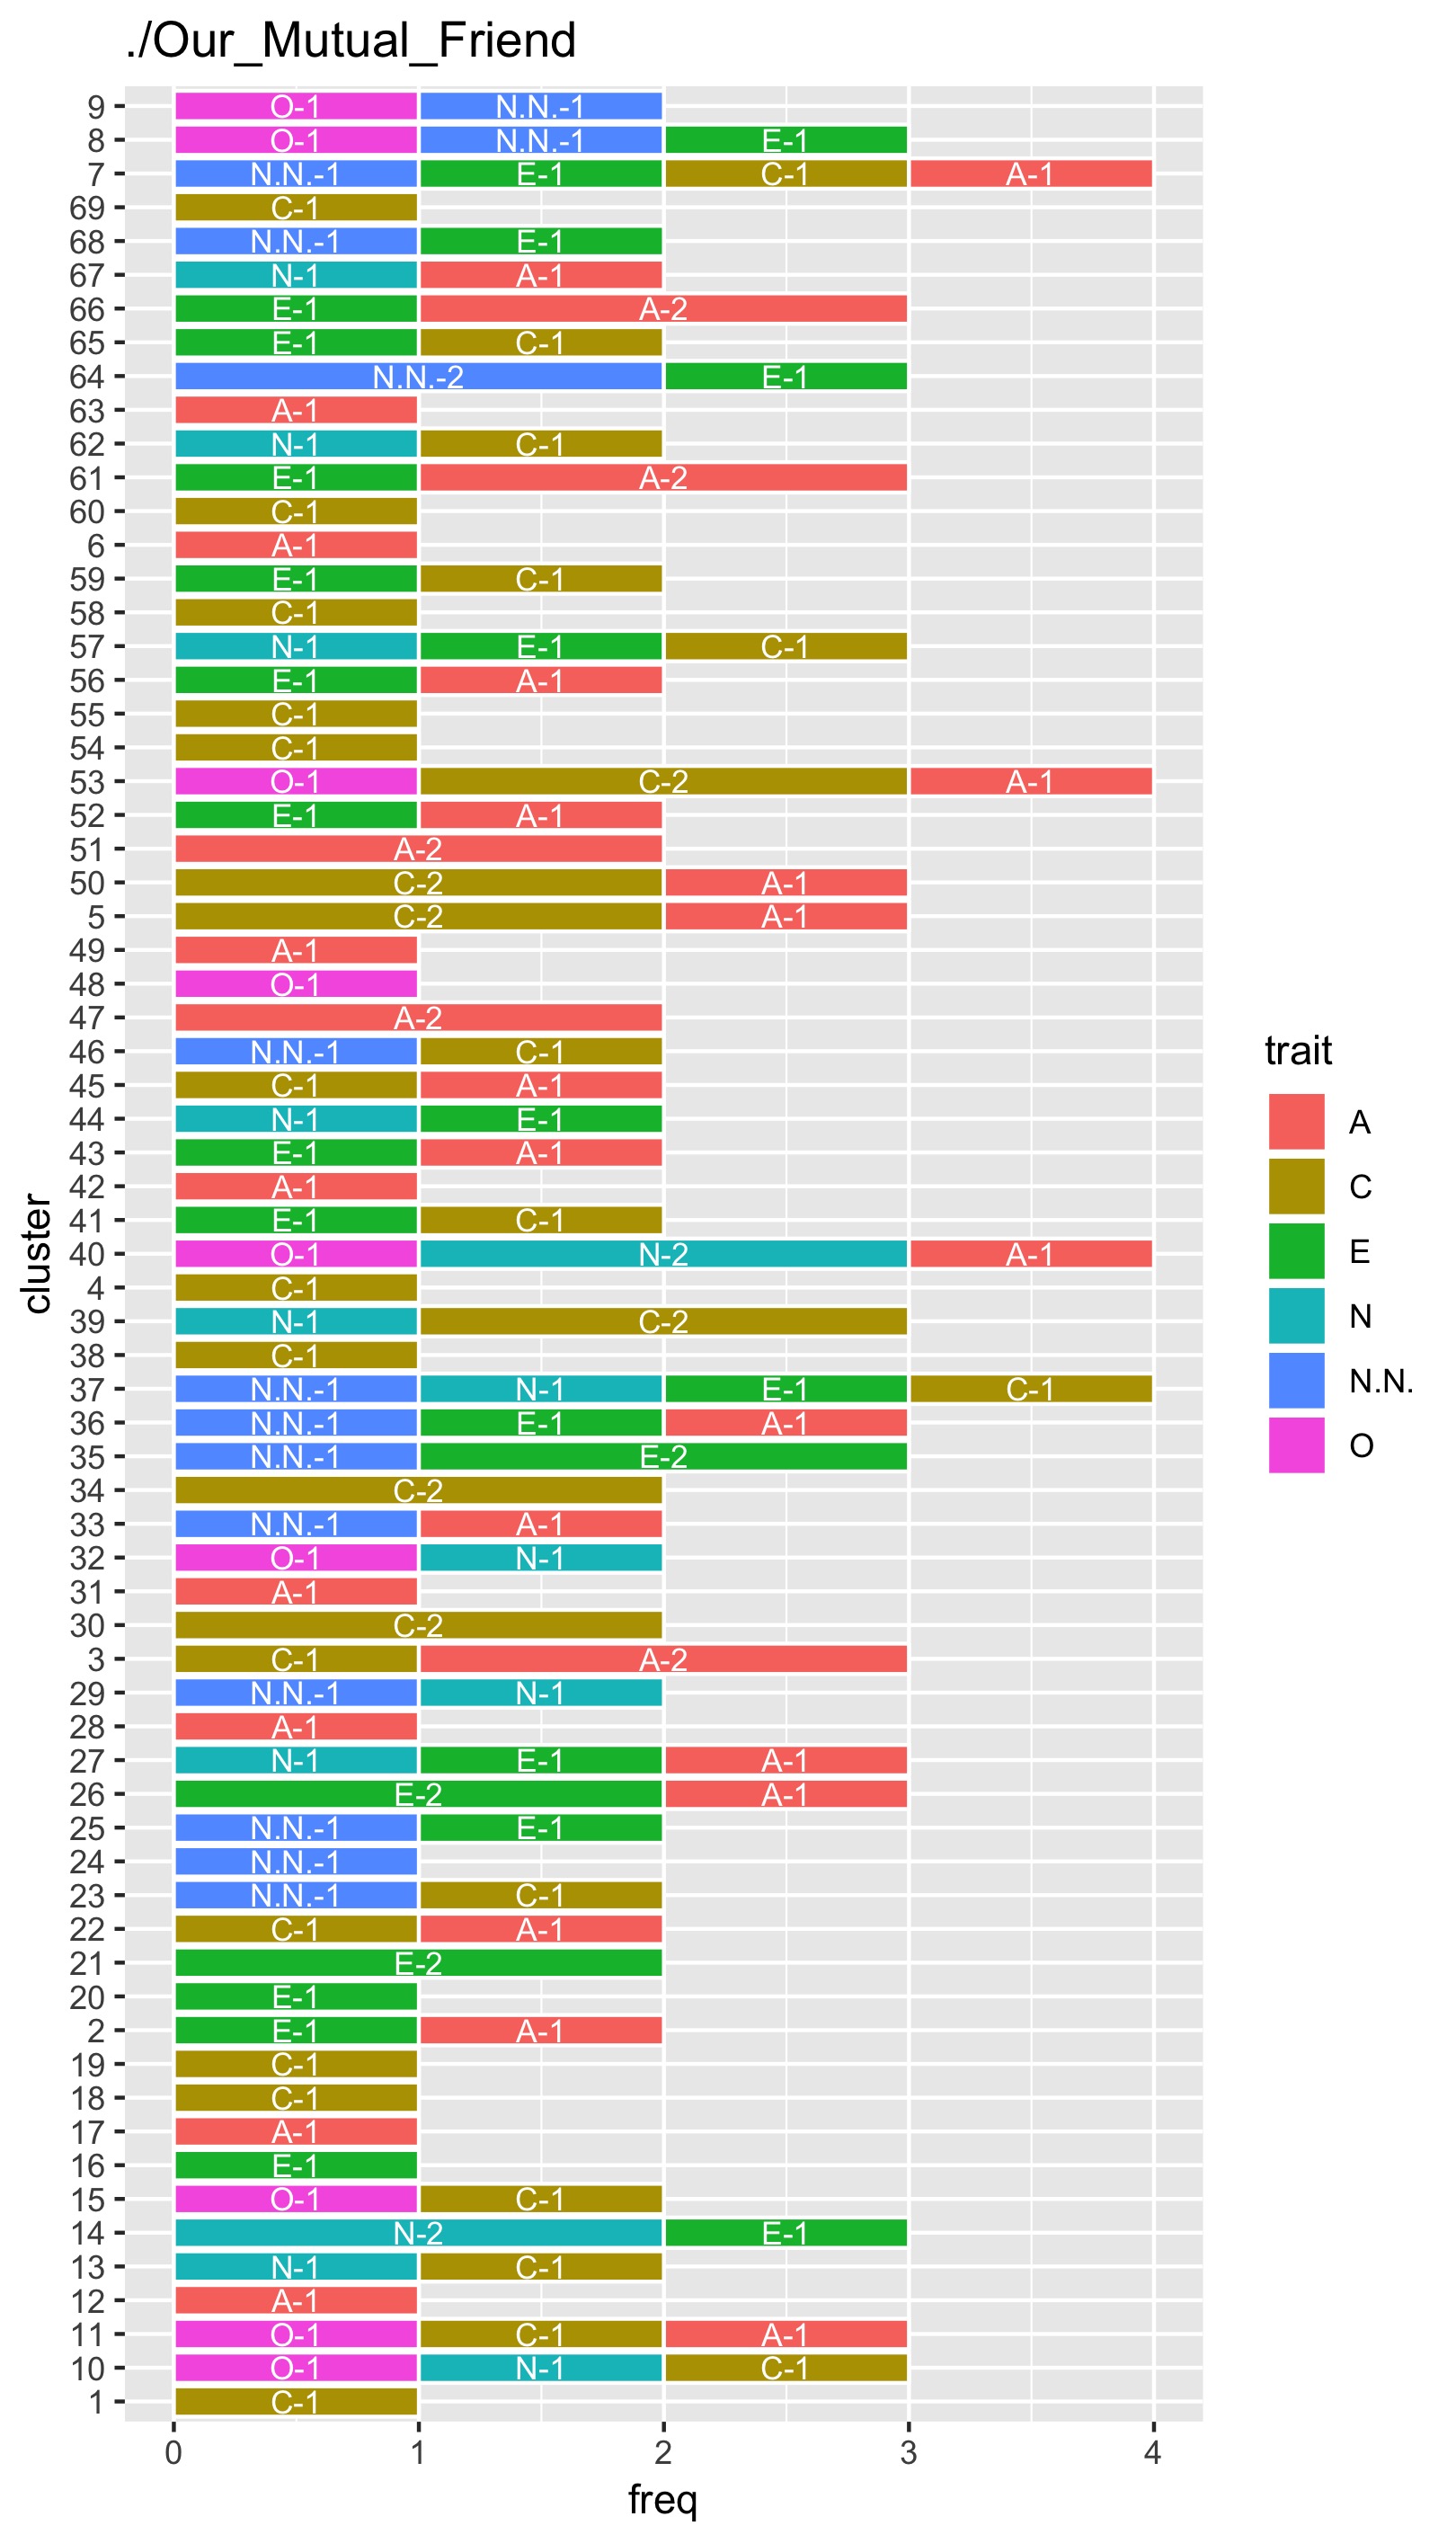 ./Our_Mutual_Friend
9 O-1 N.N.-1
8 O-1 N.N.-1 E-1
7 N.N.-1 E-1 C-1 A-1
69 C-1
68 N.N.-1 E-1
67 N-1 A-1
66 E-1 A-2
65 E-1 C-1
64 N.N.-2 E-1
63 A-1
62 N-1 C-1
61 E-1 A-2
60 C-1
6 A-1
59 E-1 C-1
58 C-1
57 N-1 E-1 C-1
56 E-1 A-1
55 C-1
54 C-1
53 O-1 C-2 A-1
52 E-1 A-1
51 A-2
50 C-2 A-1
5 C-2 A-1
49 A-1
48 O-1
47 A-2
46 N.N.-1 C-1
45 C-1 A-1
44 N-1 E-1
43 E-1 A-1
42 A-1
41 E-1 C-1
40 O-1 N-2 A-1
4 C-1
39 N-1 C-2
38 C-1
37 N.N.-1 N-1 E-1 C-1
36 N.N.-1 E-1 A-1
35 N.N.-1 E-2
34 C-2
33 N.N.-1 A-1
32 O-1 N-1
31 A-1
30 C-2
3 C-1 A-2
29 N.N.-1 N-1
28 A-1
27 N-1 E-1 A-1
26 E-2 A-1
25 N.N.-1 E-1
24 N.N.-1
23 N.N.-1 C-1
22 C-1 A-1
21 E-2
20 E-1
2 E-1 A-1
19 C-1
18 C-1
17 A-1
16 E-1
15 O-1 C-1
14 N-2 E-1
13 N-1 C-1
12 A-1
11 O-1 C-1 A-1
10 O-1 N-1 C-1
1 C-1
0 1 2 3 4
freq
cluster
trait
A
C
E
N
N.N.
O